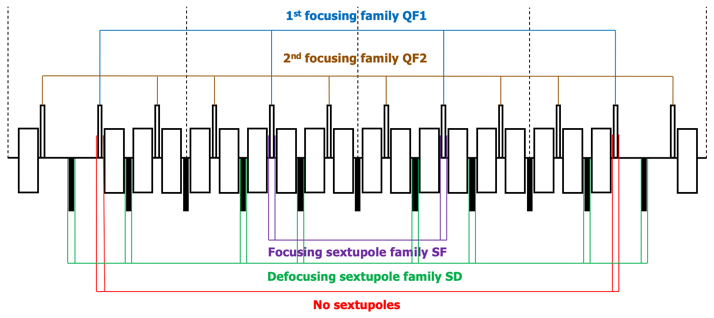 1st focusing family QF1
2nd focusing family QF2
Focusing sextupole family SF
Defocusing sextupole family SD
No sextupoles